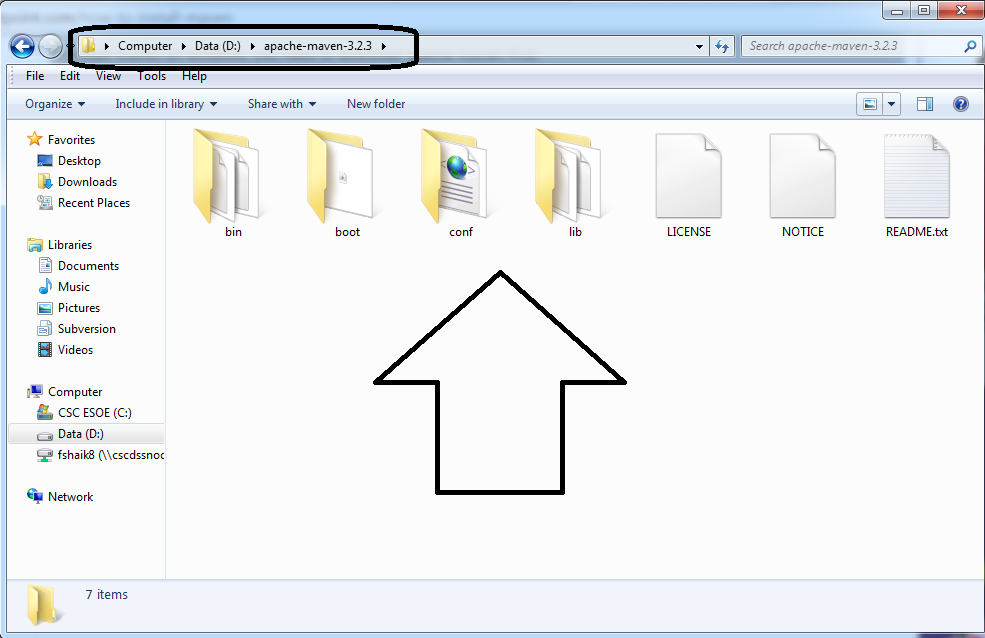 Computer Data (D:) apache-maven-3.2.3 Search apache-maven-3.2.3
File Edit View Tools Help
Organize Include in library Share with New folder
Favorites
Desktop
Downloads
Recent Places
Libraries
Documents
Music
Pictures
Subversion
Videos
Computer
CSC ESOE (C:)
Data (D:)
fshaik8 (\\cscdssnoc
Network
bin boot conf lib LICENSE NOTICE README.txt
7 items